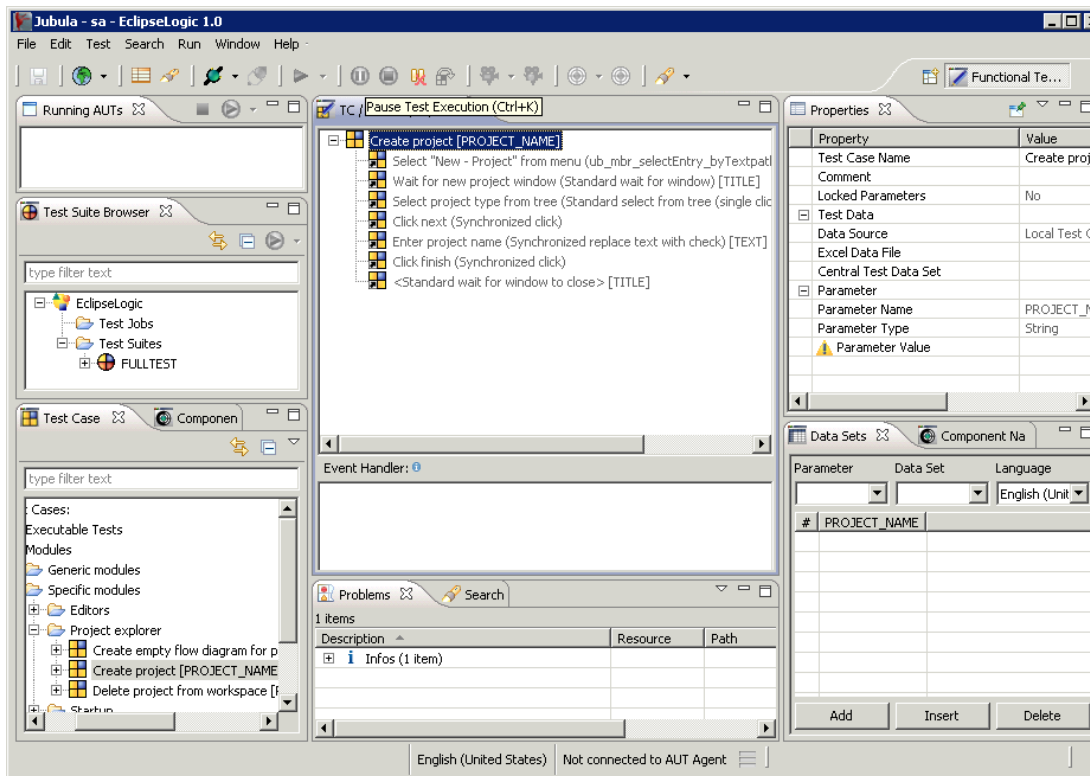 Jubula - sa - EclipseLogic 1.0
File Edit Test Search Run Window Help
Functional Te...
Running AUTs
TC /
Pause Test Execution (Ctrl+K)
Create project [PROJECT_NAME]
Select "New - Project" from menu (ub_mbr_selectEntry_byTextpatl
Wait for new project window (Standard wait for window) [TITLE]
Select project type from tree (Standard select from tree (single clic
Click next (Synchronized click)
Enter project name (Synchronized replace text with check) [TEXT]
Click finish (Synchronized click)
<Standard wait for window to close> [TITLE]
Event Handler:
Test Suite Browser
type filter text
EclipseLogic
Test Jobs
Test Suites
FULLTEST
Test Case Componen
type filter text
: Cases:
Executable Tests
Modules
Generic modules
Specific modules
Editors
Project explorer
Create empty flow diagram for p
Create project [PROJECT_NAME
Delete project from workspace [F
Startup
Problems Search
1 items
Description Resource Path
Infos (1 item)
Properties
Property Value
Test Case Name Create proj
Comment
Locked Parameters No
Test Data
Data Source Local Test C
Excel Data File
Central Test Data Set
Parameter
Parameter Name PROJECT_N
Parameter Type String
Parameter Value
Data Sets Component Na
Parameter Data Set Language
English (Unit
# PROJECT_NAME
Add Insert Delete
English (United States) Not connected to AUT Agent